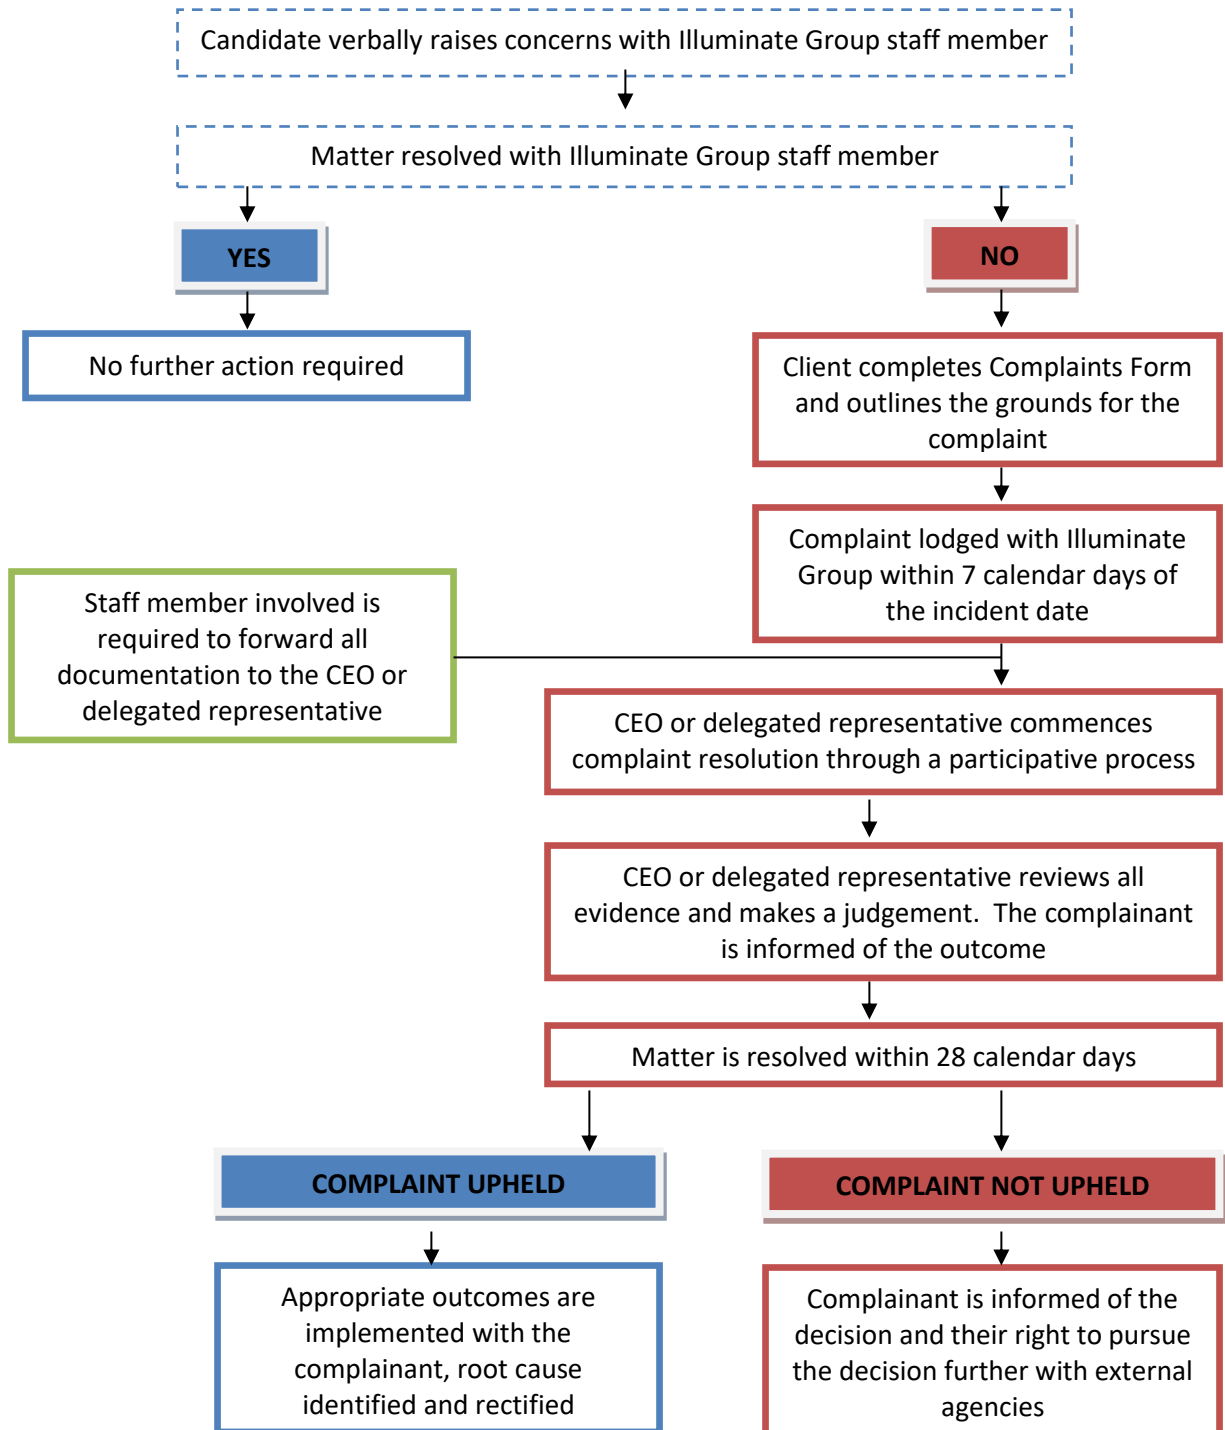 Candidate verbally raises concerns with Illuminate Group staff member
Matter resolved with Illuminate Group staff member
YES
NO
No further action required
Client completes Complaints Form
and outlines the grounds for the
complaint
Complaint lodged with Illuminate
Group within 7 calendar days of
the incident date
Staff member involved is
required to forward all
documentation to the CEO or
delegated representative
CEO or delegated representative commences
complaint resolution through a participative process
CEO or delegated representative reviews all
evidence and makes a judgement.  The complainant
is informed of the outcome
Matter is resolved within 28 calendar days
COMPLAINT UPHELD
COMPLAINT NOT UPHELD
Appropriate outcomes are
implemented with the
complainant, root cause
identified and rectified
Complainant is informed of the
decision and their right to pursue
the decision further with external
agencies